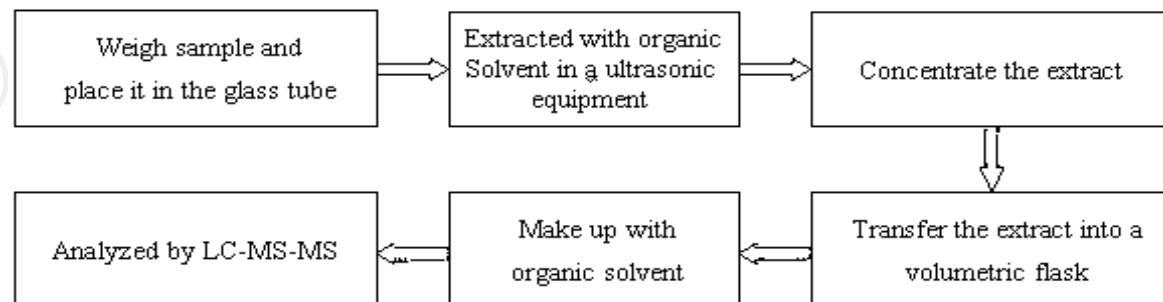 Weigh sample and
place it in the glass tube
Extracted with organic
Solvent in a ultrasonic
equipment
Concentrate the extract
Transfer the extract into a
volumetric flask
Make up with
organic solvent
Analyzed by LC-MS-MS